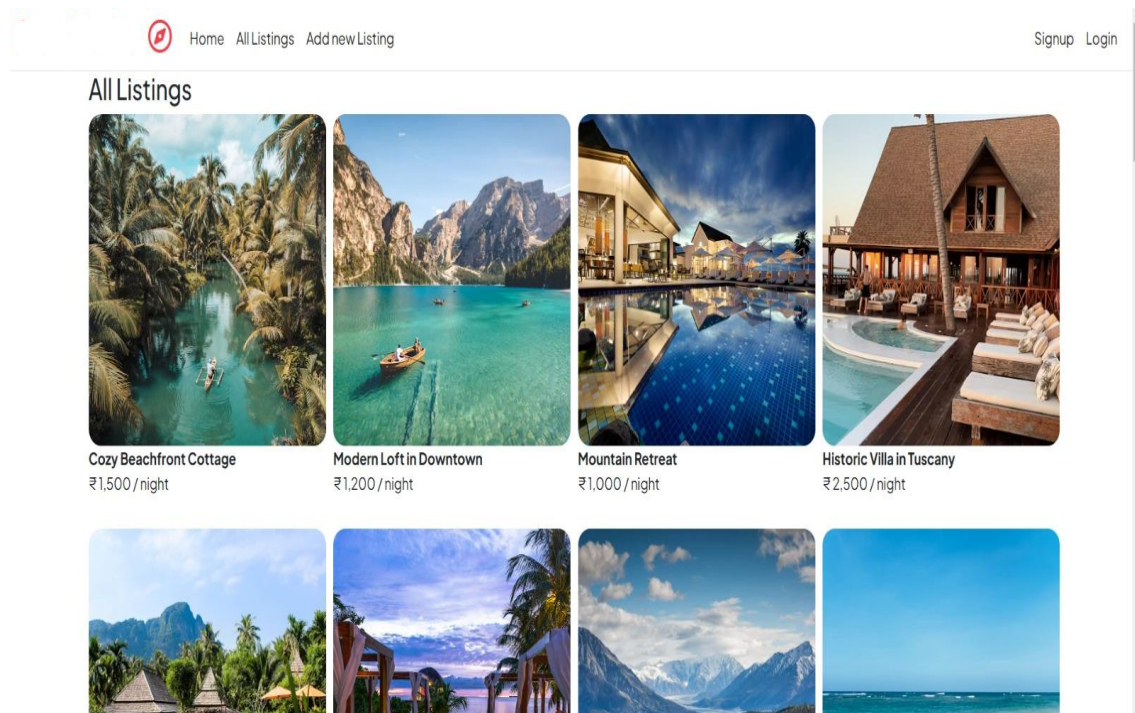 Home All Listings Add new Listing Signup Login
All Listings
Cozy Beachfront Cottage
₹1,500 / night
Modern Loft in Downtown
₹1,200 / night
Mountain Retreat
₹1,000 / night
Historic Villa in Tuscany
₹2,500 / night